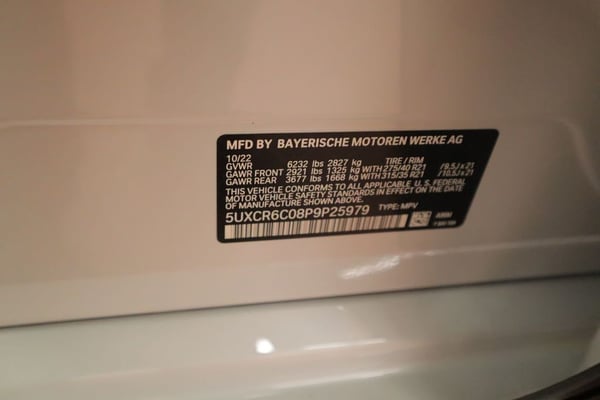 MFD BY BAYERISCHE MOTOREN WERKE AG
10/22
GVWR 6232 lbs 2827 kg TIRE / RIM
GAWR FRONT 2921 lbs 1325 kg WITH 275/40 R21 /9.5J x 21
GAWR REAR 3677 lbs 1668 kg WITH 315/35 R21 /10.5J x 21
THIS VEHICLE CONFORMS TO ALL APPLICABLE U.S. FEDERAL
MOTOR VEHICLE SAFETY STANDARDS IN EFFECT ON THE DATE
OF MANUFACTURE SHOWN ABOVE.
5UXCR6C08P9P25979 TYPE: MPV